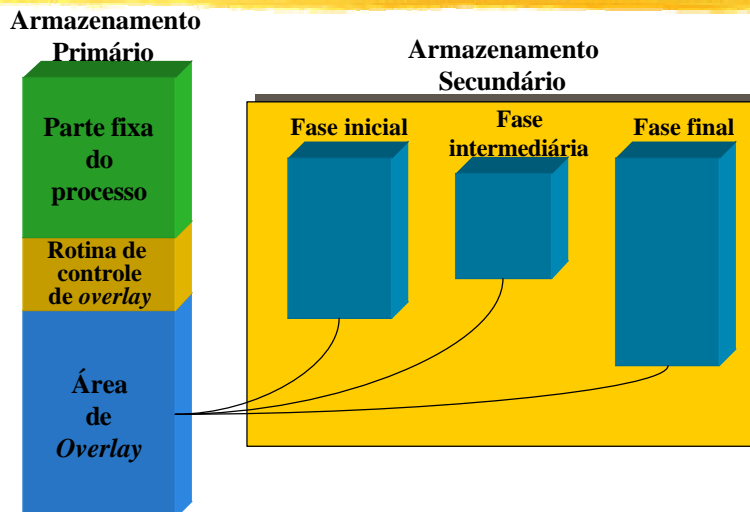 Armazenamento
Primário
Parte fixa
do
processo
Rotina de
controle
de overlay
Área
de
Overlay
Armazenamento
Secundário
Fase inicial
Fase
intermediária
Fase final